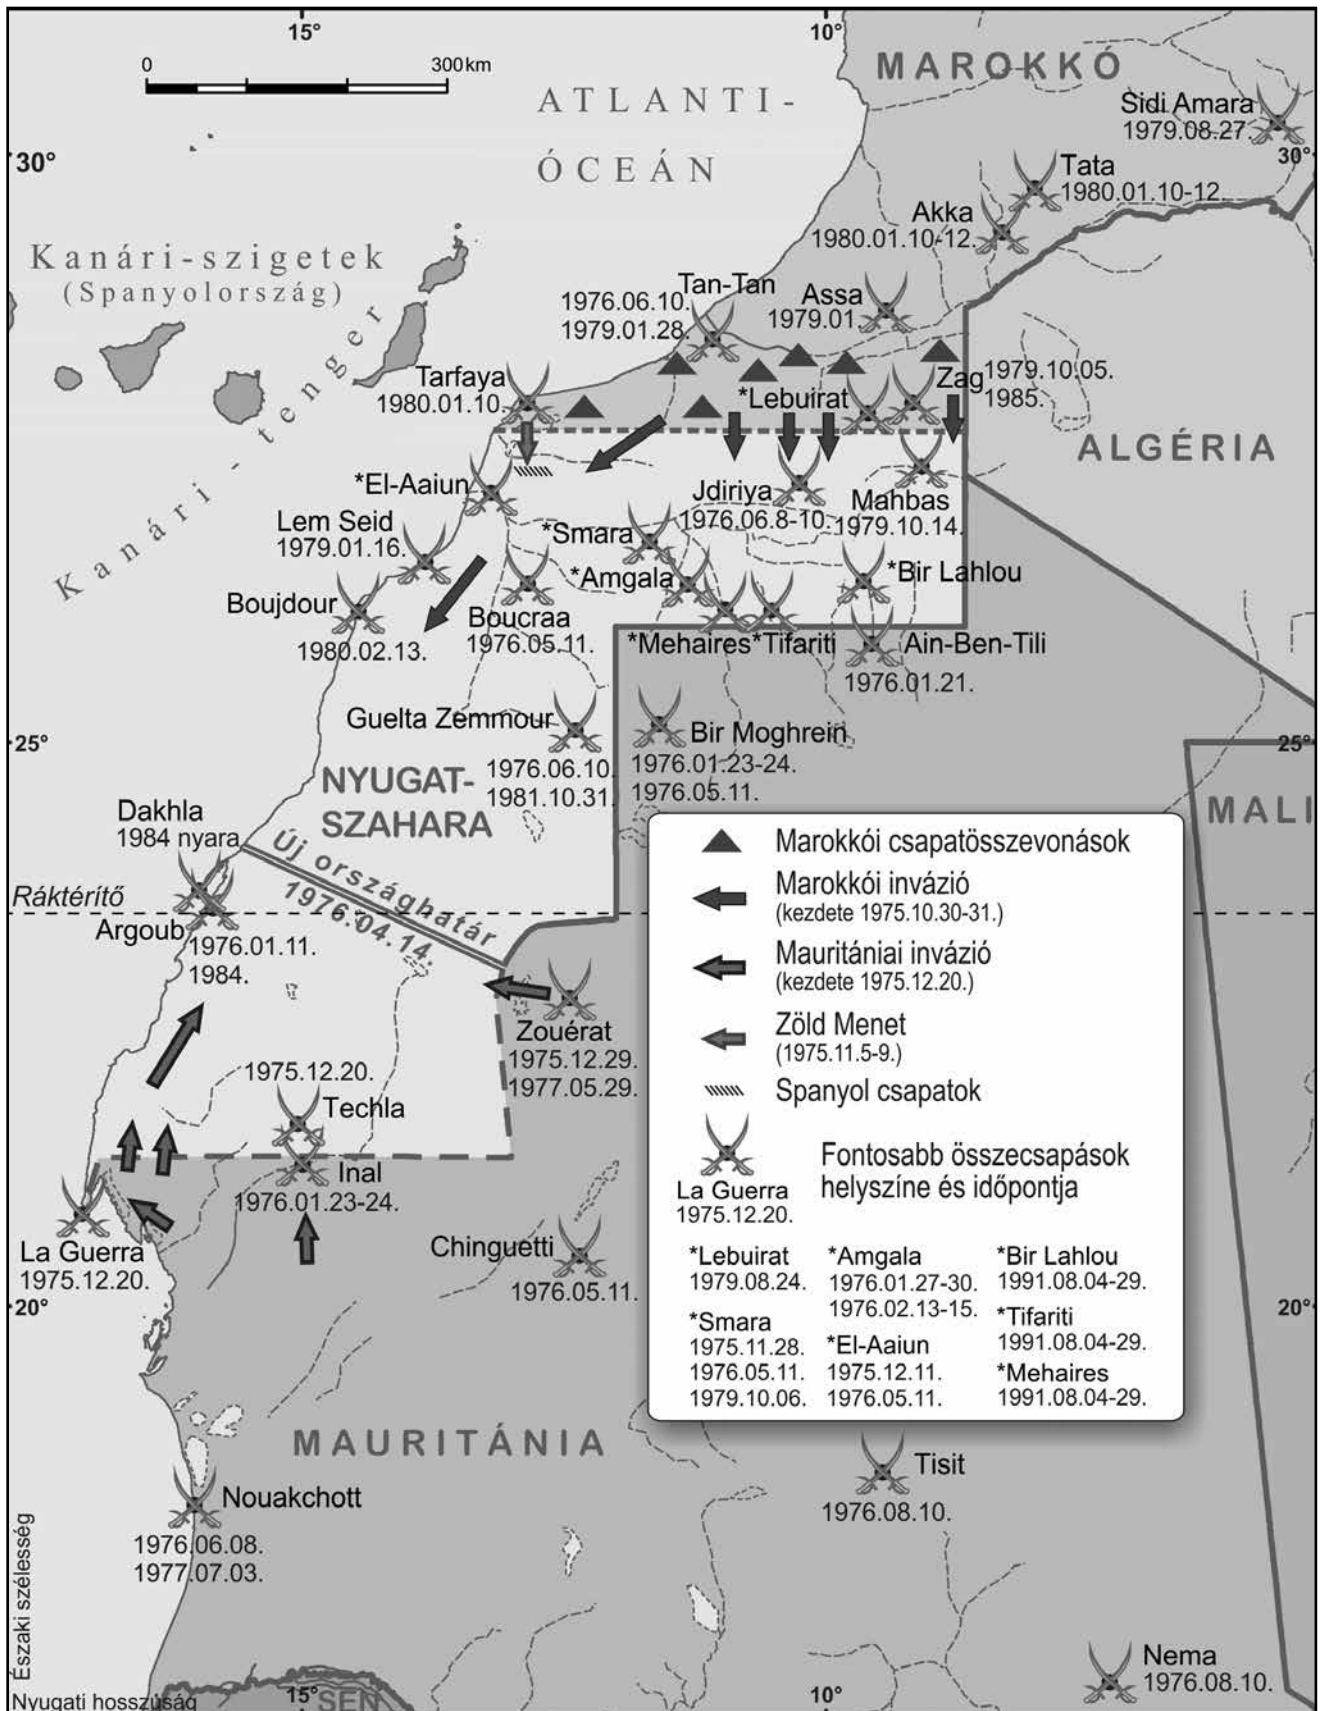 15°
10°
0
300 km
MAROKKÓ
ATLANTI-
ÓCEÁN
Sidi Amara
1979.08.27.
30°
30°
Tata
1980.01.10-12.
Akka
1980.01.10-12.
Kanári-szigetek
(Spanyolország)
Kanári-tenger
Tan-Tan
1976.06.10.
1979.01.28.
Assa
1979.01.
Tarfaya
1980.01.10.
*Lebuirat
Zag
1979.10.05.
1985.
ALGÉRIA
*El-Aaiun
Jdiriya
1976.06.8-10.
Mahbas
1979.10.14.
Lem Seid
1979.01.16.
*Smara
*Amgala
*Bir Lahlou
Boujdour
1980.02.13.
Boucraa
1976.05.11.
*Mehaires
*Tifariti
Ain-Ben-Tili
1976.01.21.
Guelta Zemmour
1976.06.10.
1981.10.31.
Bir Moghrein
1976.01.23-24.
1976.05.11.
25°
25°
NYUGAT-
SZAHARA
MALI
Dakhla
1984 nyara
Új országhatár
1976.04.14.
Ráktérítő
Argoub
1976.01.11.
1984.
Zouérat
1975.12.29.
1977.05.29.
1975.12.20.
Techla
Inal
1976.01.23-24.
La Guerra
1975.12.20.
Chinguetti
1976.05.11.
20°
20°
Marokkói csapatösszevonások
Marokkói invázió
(kezdete 1975.10.30-31.)
Mauritániai invázió
(kezdete 1975.12.20.)
Zöld Menet
(1975.11.5-9.)
Spanyol csapatok
La Guerra
1975.12.20.
Fontosabb összecsapások
helyszíne és időpontja
*Lebuirat
1979.08.24.
*Smara
1975.11.28.
1976.05.11.
1979.10.06.
*Amgala
1976.01.27-30.
1976.02.13-15.
*El-Aaiun
1975.12.11.
1976.05.11.
*Bir Lahlou
1991.08.04-29.
*Tifariti
1991.08.04-29.
*Mehaires
1991.08.04-29.
MAURITÁNIA
Tisit
1976.08.10.
Nouakchott
1976.06.08.
1977.07.03.
Nema
1976.08.10.
Északi szélesség
Nyugati hosszúság
15°
SEN
10°